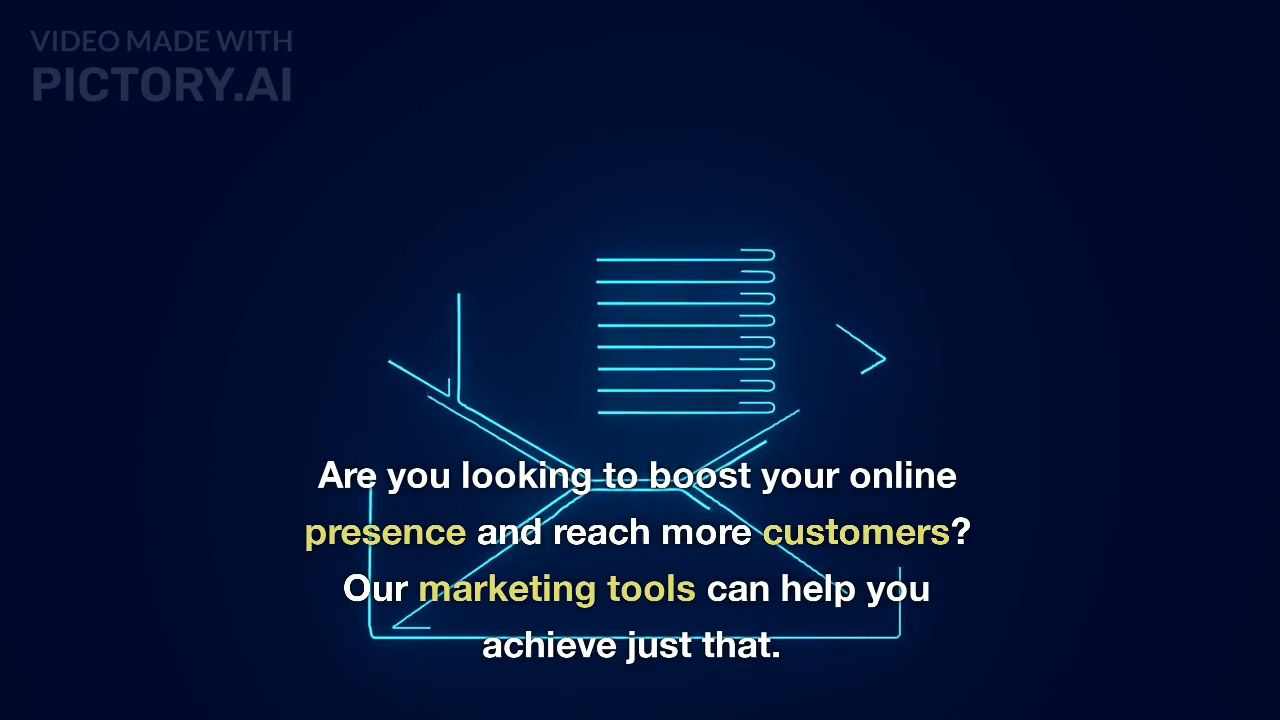 VIDEO MADE WITH
PICTORY.AI
Are you looking to boost your online
presence and reach more customers?
Our marketing tools can help you
achieve just that.